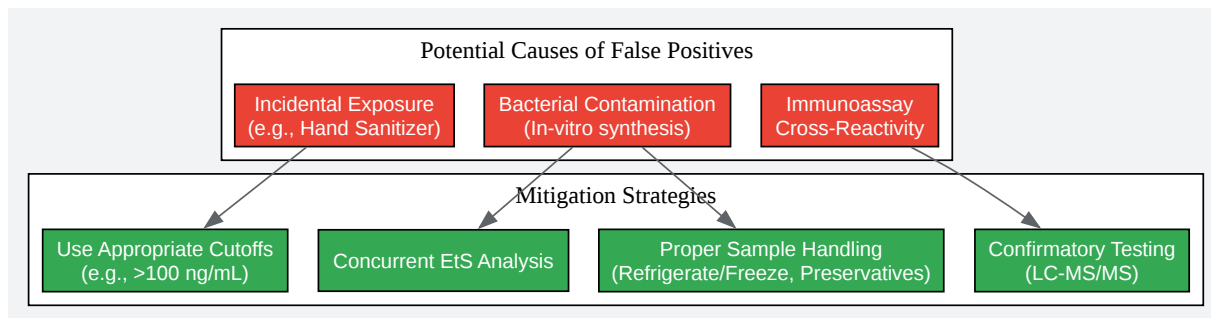 Potential Causes of False Positives
Incidental Exposure
(e.g., Hand Sanitizer)
Bacterial Contamination
(In-vitro synthesis)
Immunoassay
Cross-Reactivity
Mitigation Strategies
Use Appropriate Cutoffs
(e.g., >100 ng/mL)
Concurrent EtS Analysis
Proper Sample Handling
(Refrigerate/Freeze, Preservatives)
Confirmatory Testing
(LC-MS/MS)